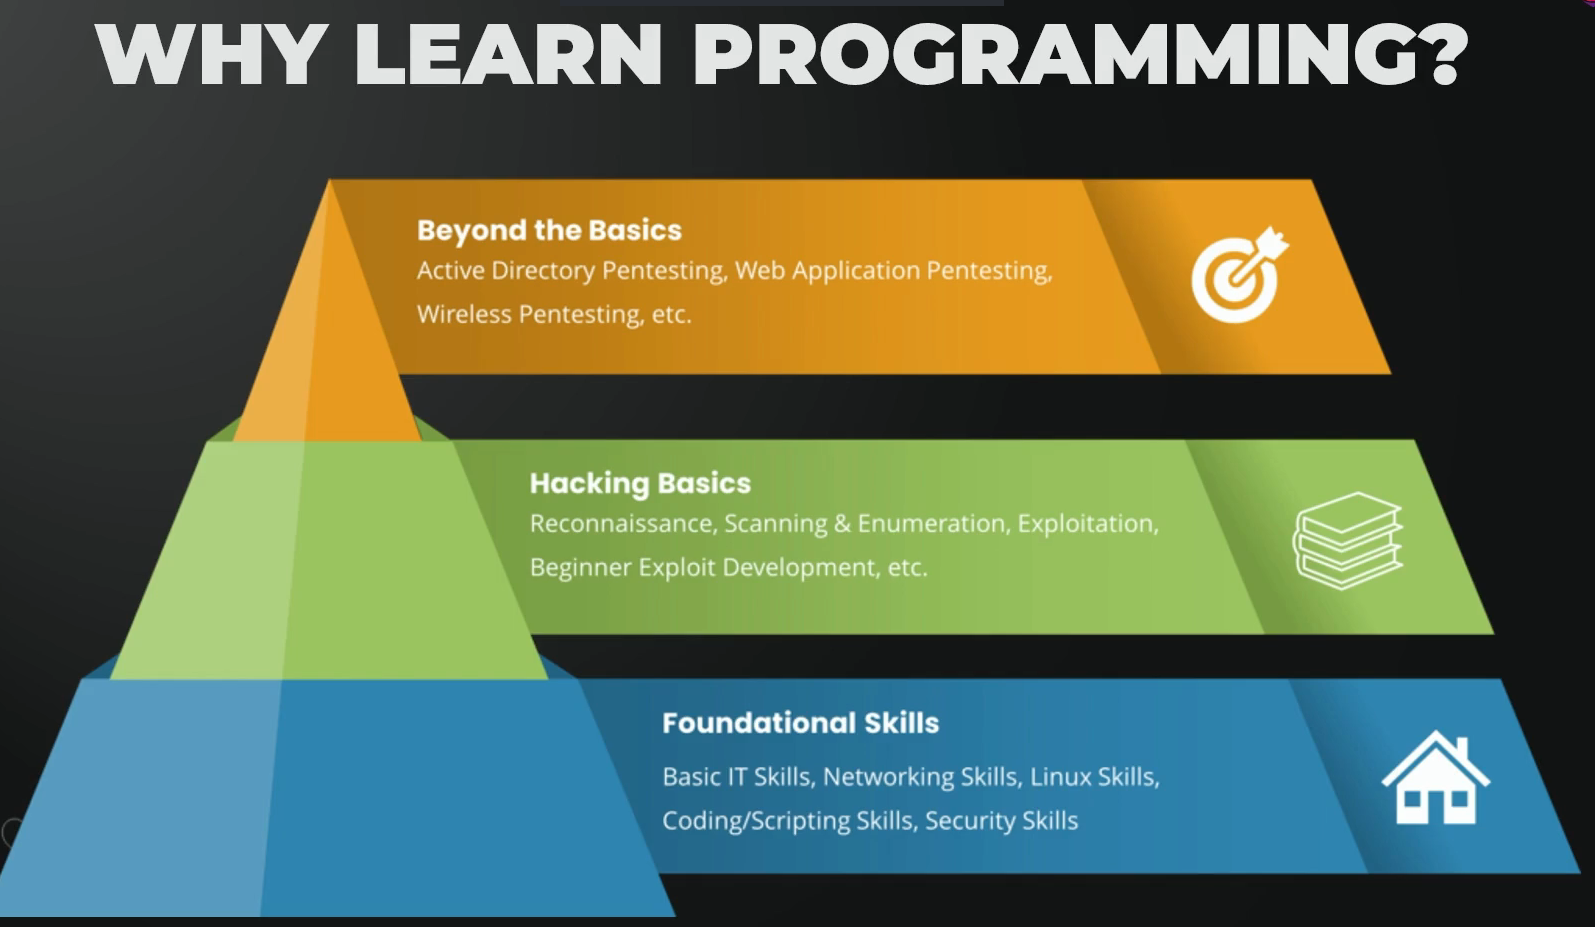 WHY LEARN PROGRAMMING?
Beyond the Basics
Active Directory Pentesting, Web Application Pentesting,
Wireless Pentesting, etc.
Hacking Basics
Reconnaissance, Scanning & Enumeration, Exploitation,
Beginner Exploit Development, etc.
Foundational Skills
Basic IT Skills, Networking Skills, Linux Skills,
Coding/Scripting Skills, Security Skills